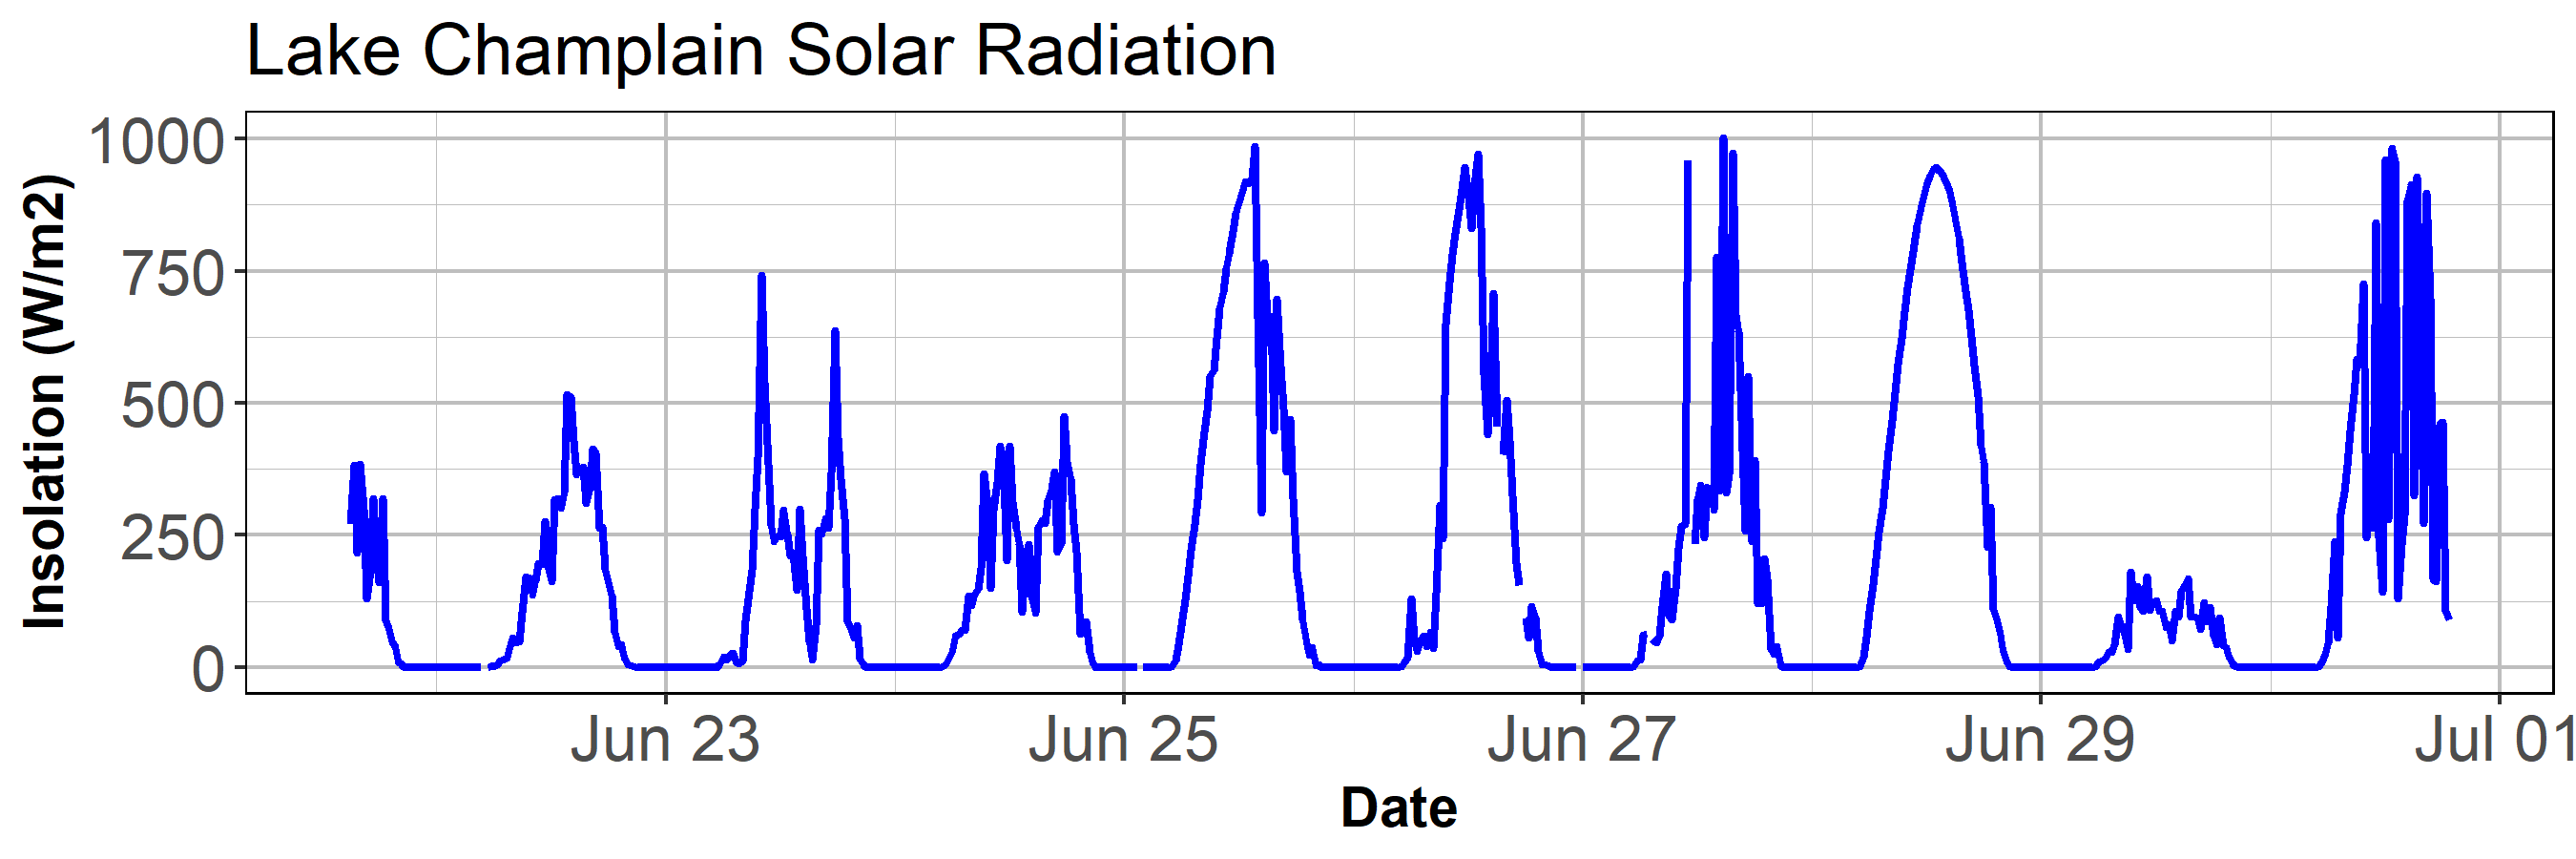 Lake Champlain Solar Radiation
Insolation (W/m2)
1000
750
500
250
0
Jun 23
Jun 25
Jun 27
Jun 29
Jul 01
Date